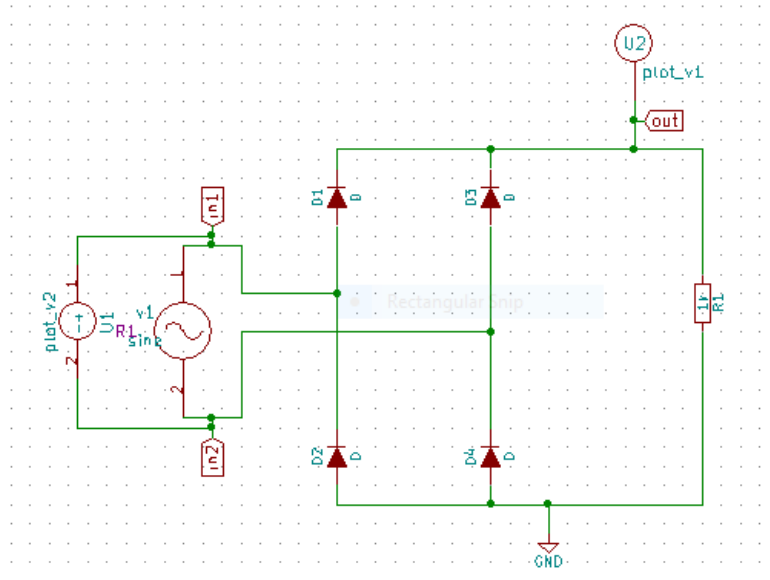 U2
plot_v1
out
D1
D
D3
D
in1
Rectangular Snip
1
plot_v2
U1
R1
v1
sine
1
1k
R1
2
2
D2
D
D4
D
in2
GND